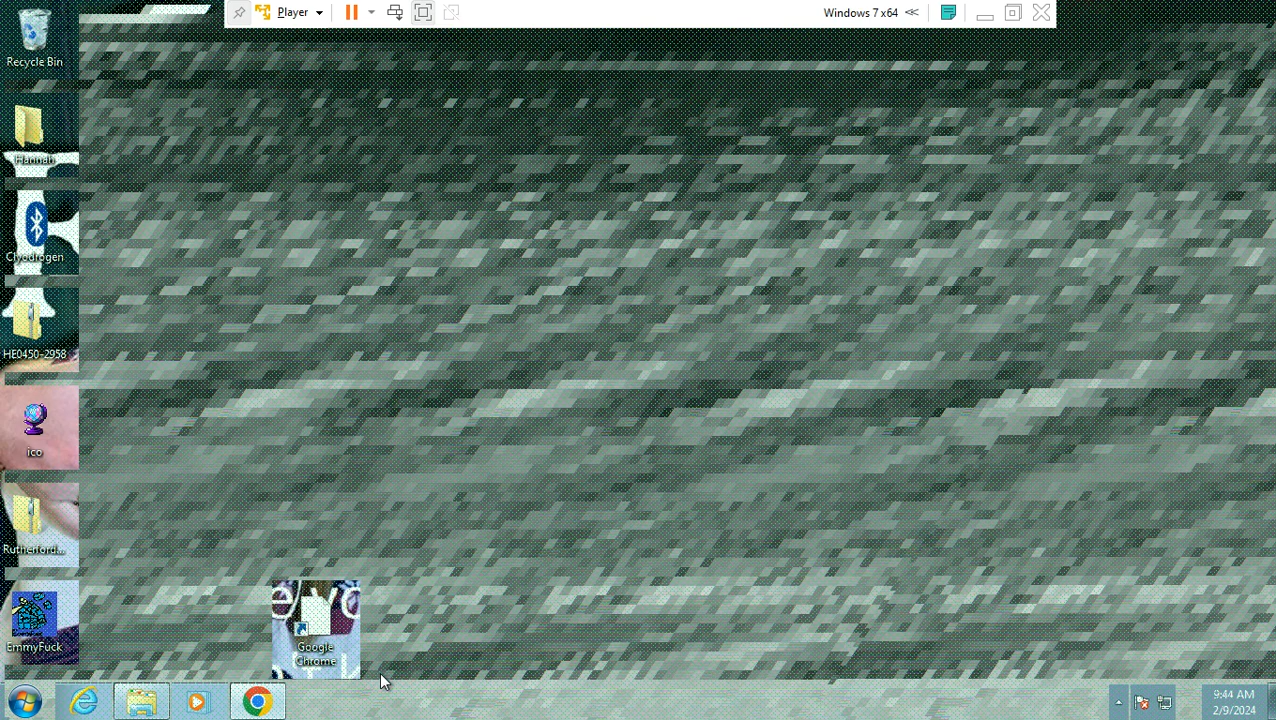 Player
Windows 7 x64
Recycle Bin
Hannah
Clyodrogen
HE0450-2958
ico
Rutherford...
EmmyFuck
Google
Chrome
9:44 AM
2/9/2024